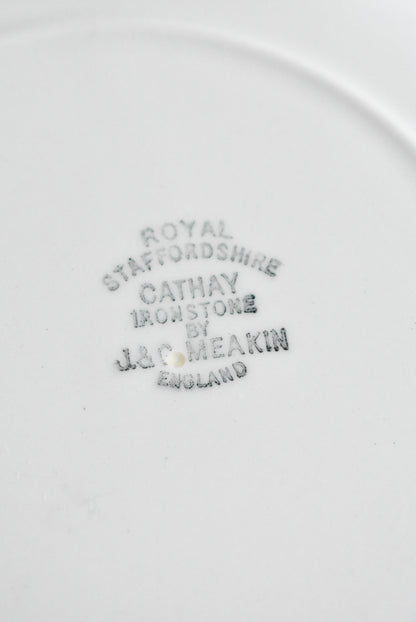 ROYAL
STAFFORDSHIRE
CATHAY
IRONSTONE
BY
J.&C. MEAKIN
ENGLAND